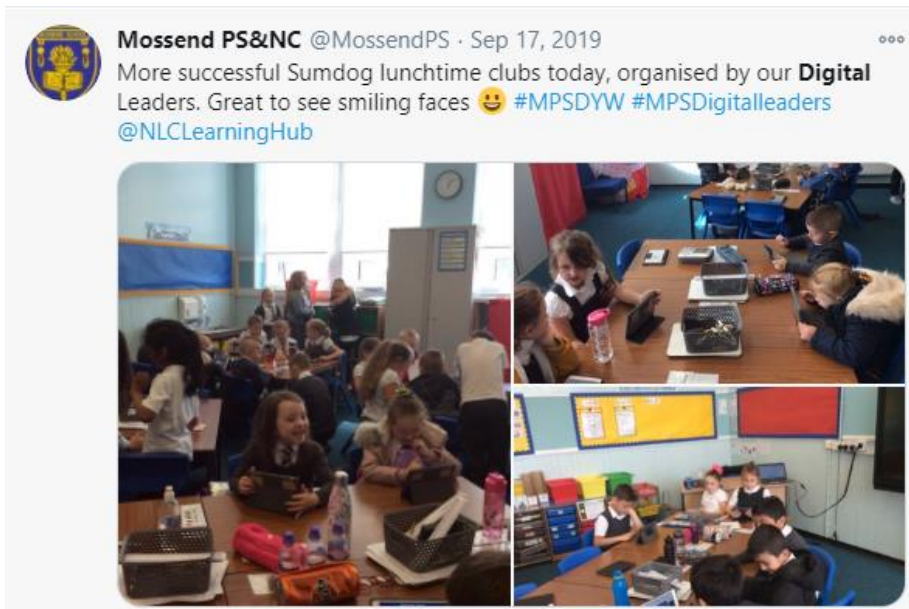 Mossend PS&NC @MossendPS · Sep 17, 2019
More successful Sumdog lunchtime clubs today, organised by our Digital
Leaders. Great to see smiling faces 😀 #MPSDYW #MPSDigitalleaders
@NLCLearningHub